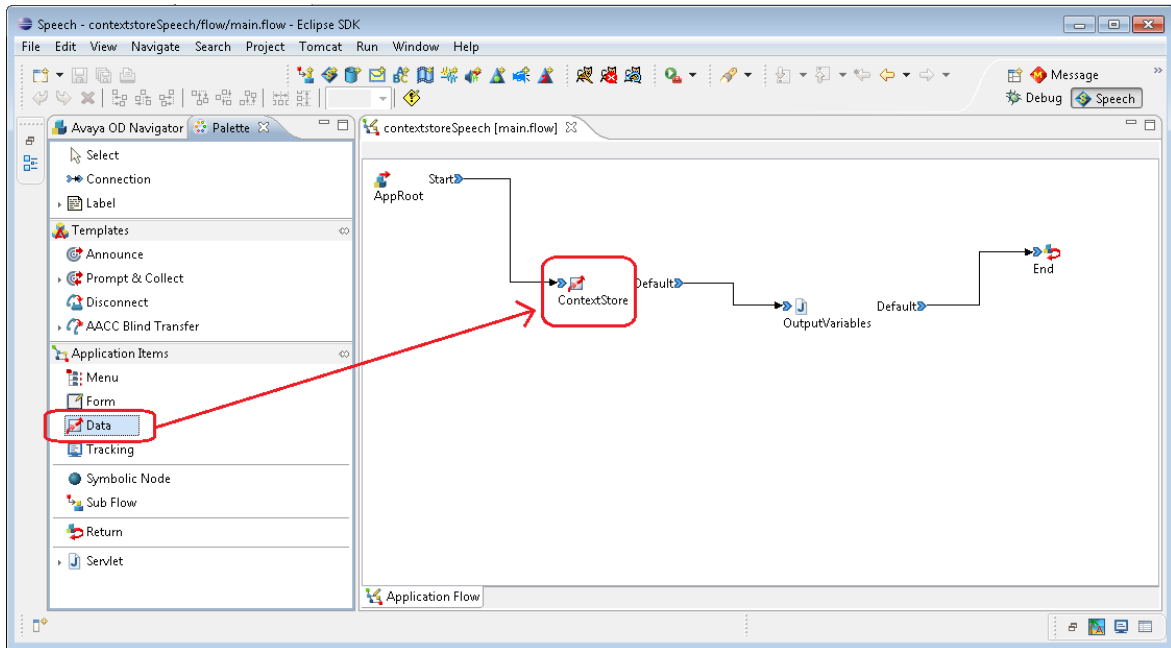 Speech - contextstoreSpeech/flow/main.flow - Eclipse SDK
File Edit View Navigate Search Project Tomcat Run Window Help
Message
Debug Speech
Avaya OD Navigator Palette
contextstoreSpeech [main.flow]
Select
Connection
Label
Templates
Announce
Prompt & Collect
Disconnect
AACC Blind Transfer
Application Items
Menu
Form
Data
Tracking
Symbolic Node
Sub Flow
Return
Servlet
Start
AppRoot
Default
ContextStore
Default
OutputVariables
End
Application Flow